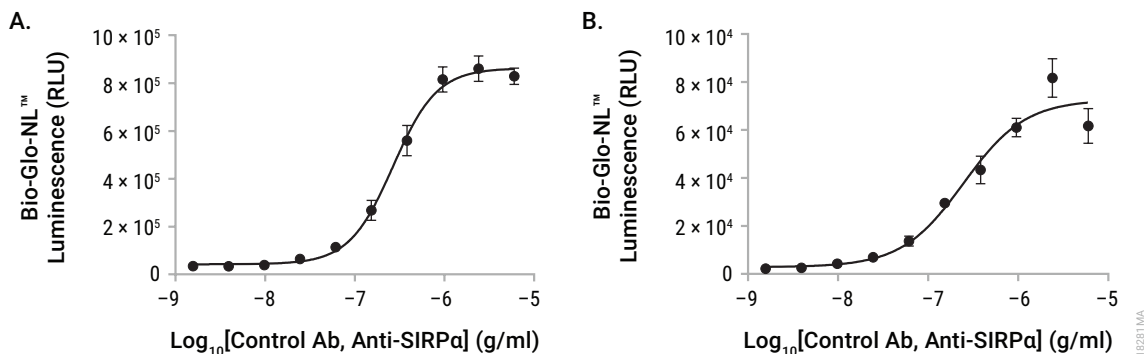 A.
Bio-Glo-NL™
Luminescence (RLU)
10 × 10⁵
8 × 10⁵
6 × 10⁵
4 × 10⁵
2 × 10⁵
0
−9
−8
−7
−6
−5
Log₁₀[Control Ab, Anti-SIRPα] (g/ml)
B.
Bio-Glo-NL™
Luminescence (RLU)
10 × 10⁴
8 × 10⁴
6 × 10⁴
4 × 10⁴
2 × 10⁴
0
−9
−8
−7
−6
−5
Log₁₀[Control Ab, Anti-SIRPα] (g/ml)